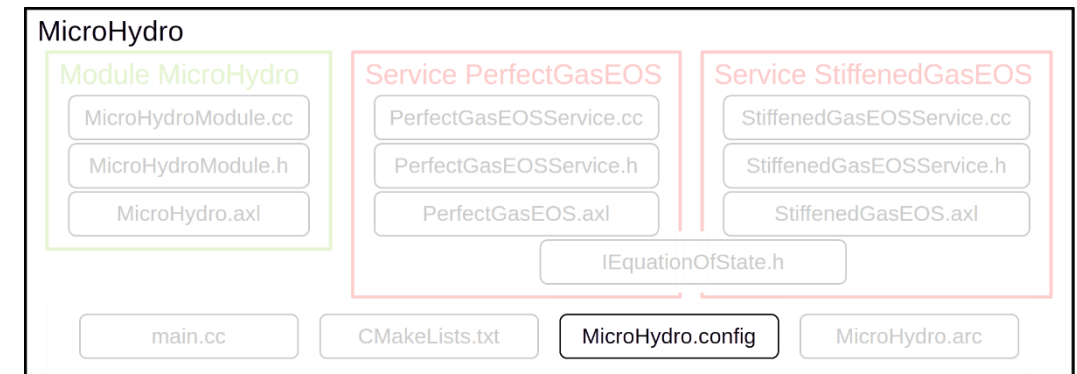 MicroHydro
Module MicroHydro
MicroHydroModule.cc
MicroHydroModule.h
MicroHydro.axl
Service PerfectGasEOS
PerfectGasEOSService.cc
PerfectGasEOSService.h
PerfectGasEOS.axl
Service StiffenedGasEOS
StiffenedGasEOSService.cc
StiffenedGasEOSService.h
StiffenedGasEOS.axl
IEquationOfState.h
main.cc
CMakeLists.txt
MicroHydro.config
MicroHydro.arc